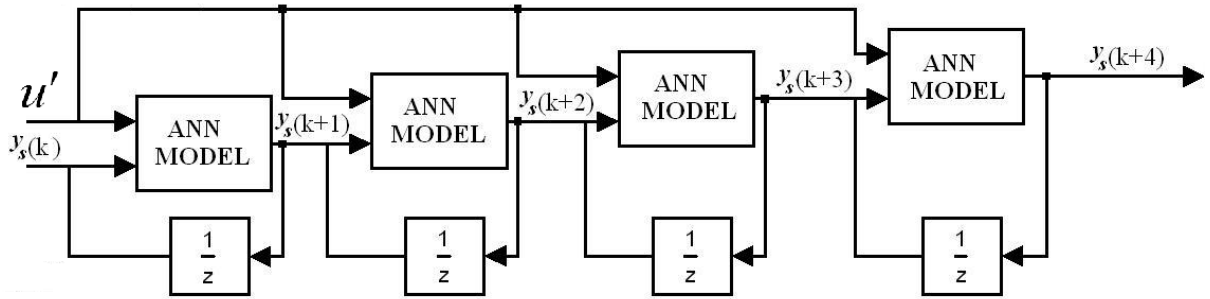 u'
y_s(k)
ANN
MODEL
y_s(k+1)
ANN
MODEL
y_s(k+2)
ANN
MODEL
y_s(k+3)
ANN
MODEL
y_s(k+4)
1
z
1
z
1
z
1
z